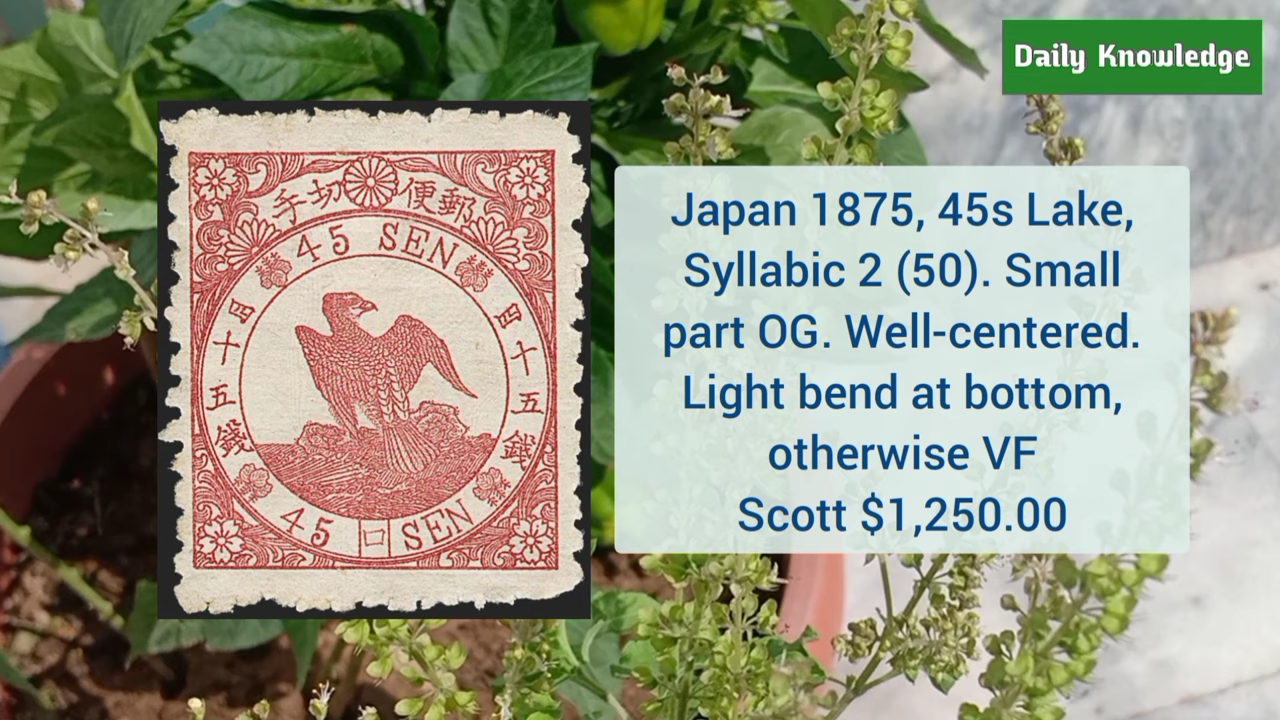 Daily Knowledge
郵便切手
45 SEN
四十五錢
四十五錢
45 ロ SEN
Japan 1875, 45s Lake,
Syllabic 2 (50). Small
part OG. Well-centered.
Light bend at bottom,
otherwise VF
Scott $1,250.00